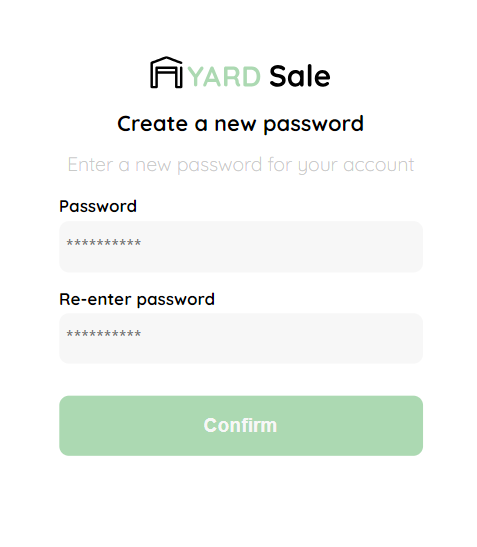 YARD Sale
Create a new password
Enter a new password for your account
Password
**********
Re-enter password
**********
Confirm